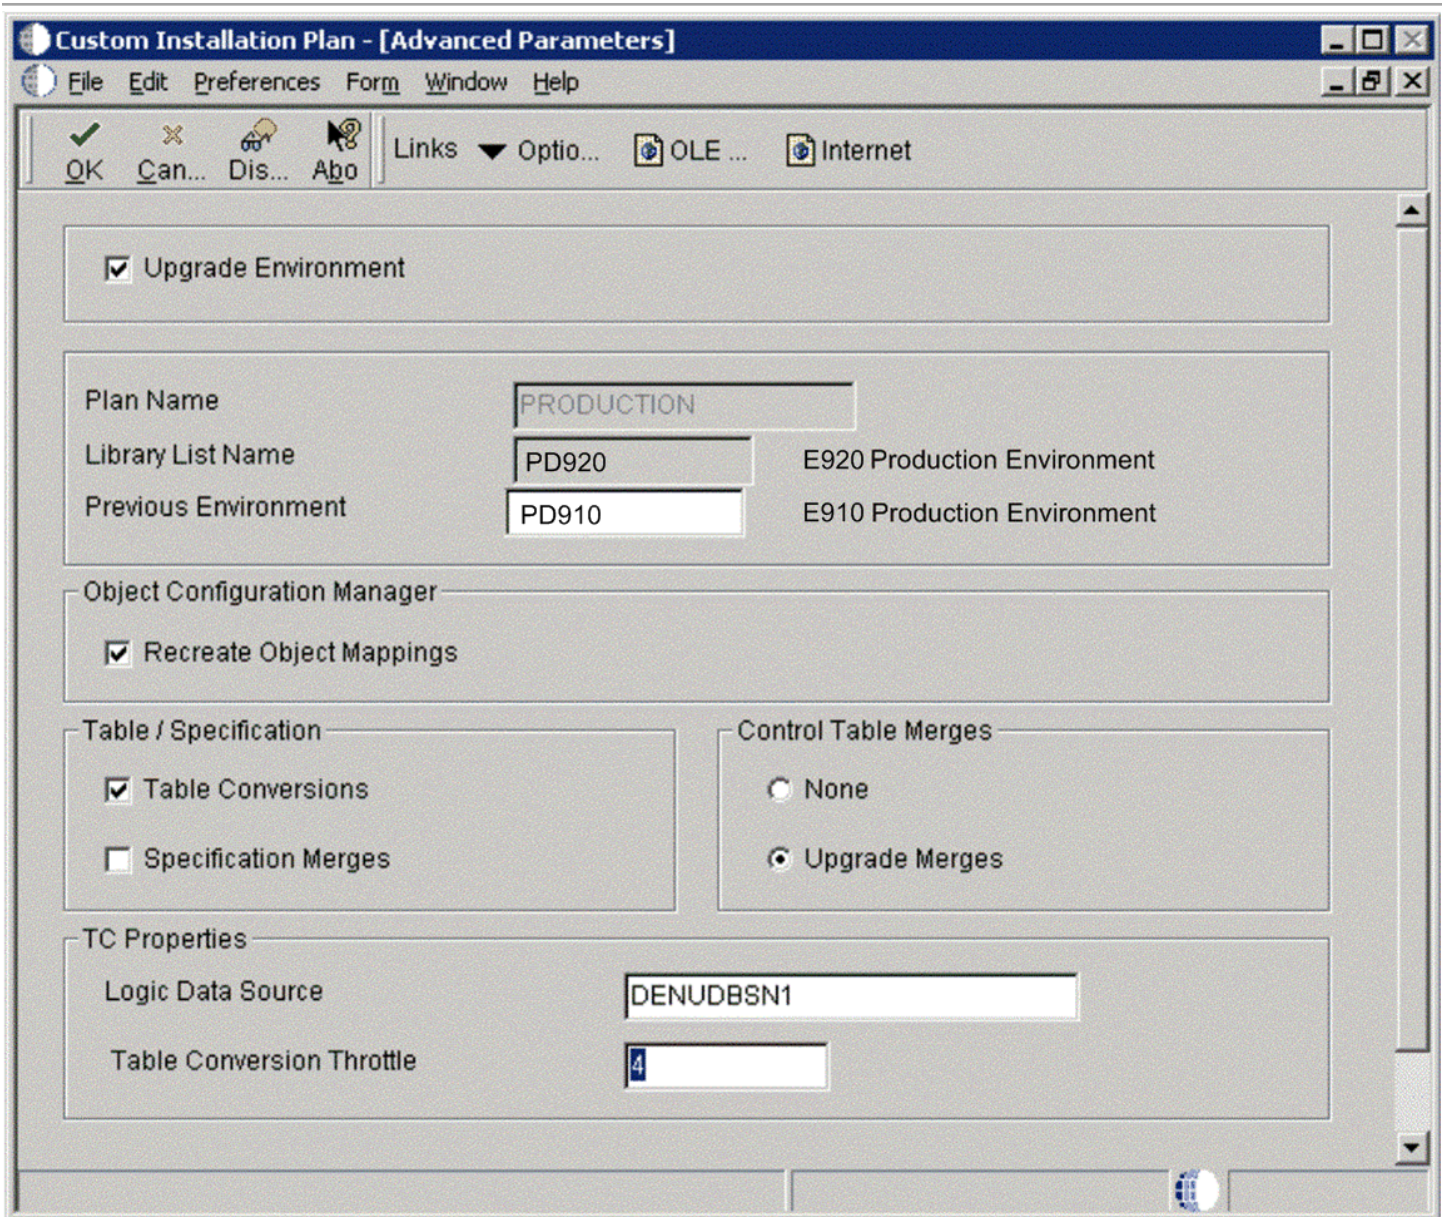 Custom Installation Plan - [Advanced Parameters]
File Edit Preferences Form Window Help
OK Can... Dis... Abo Links Optio... OLE ... Internet
Upgrade Environment
Plan Name PRODUCTION
Library List Name PD920 E920 Production Environment
Previous Environment PD910 E910 Production Environment
Object Configuration Manager
Recreate Object Mappings
Table / Specification Control Table Merges
Table Conversions None
Specification Merges Upgrade Merges
TC Properties
Logic Data Source DENUDBSN1
Table Conversion Throttle 4